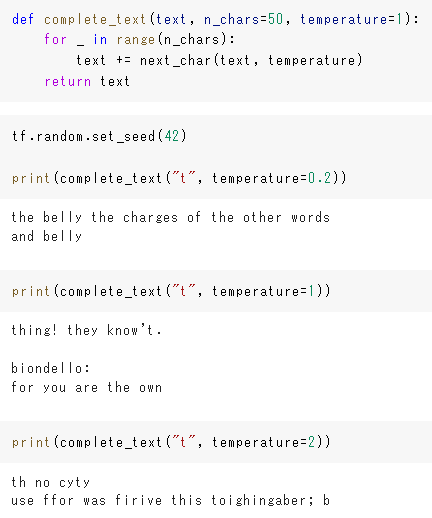 def complete_text(text, n_chars=50, temperature=1):
    for _ in range(n_chars):
        text += next_char(text, temperature)
    return text
tf.random.set_seed(42)
print(complete_text("t", temperature=0.2))
the belly the charges of the other words
and belly
print(complete_text("t", temperature=1))
thing! they know't.
biondello:
for you are the own
print(complete_text("t", temperature=2))
th no cyty
use ffor was firive this toighingaber; b